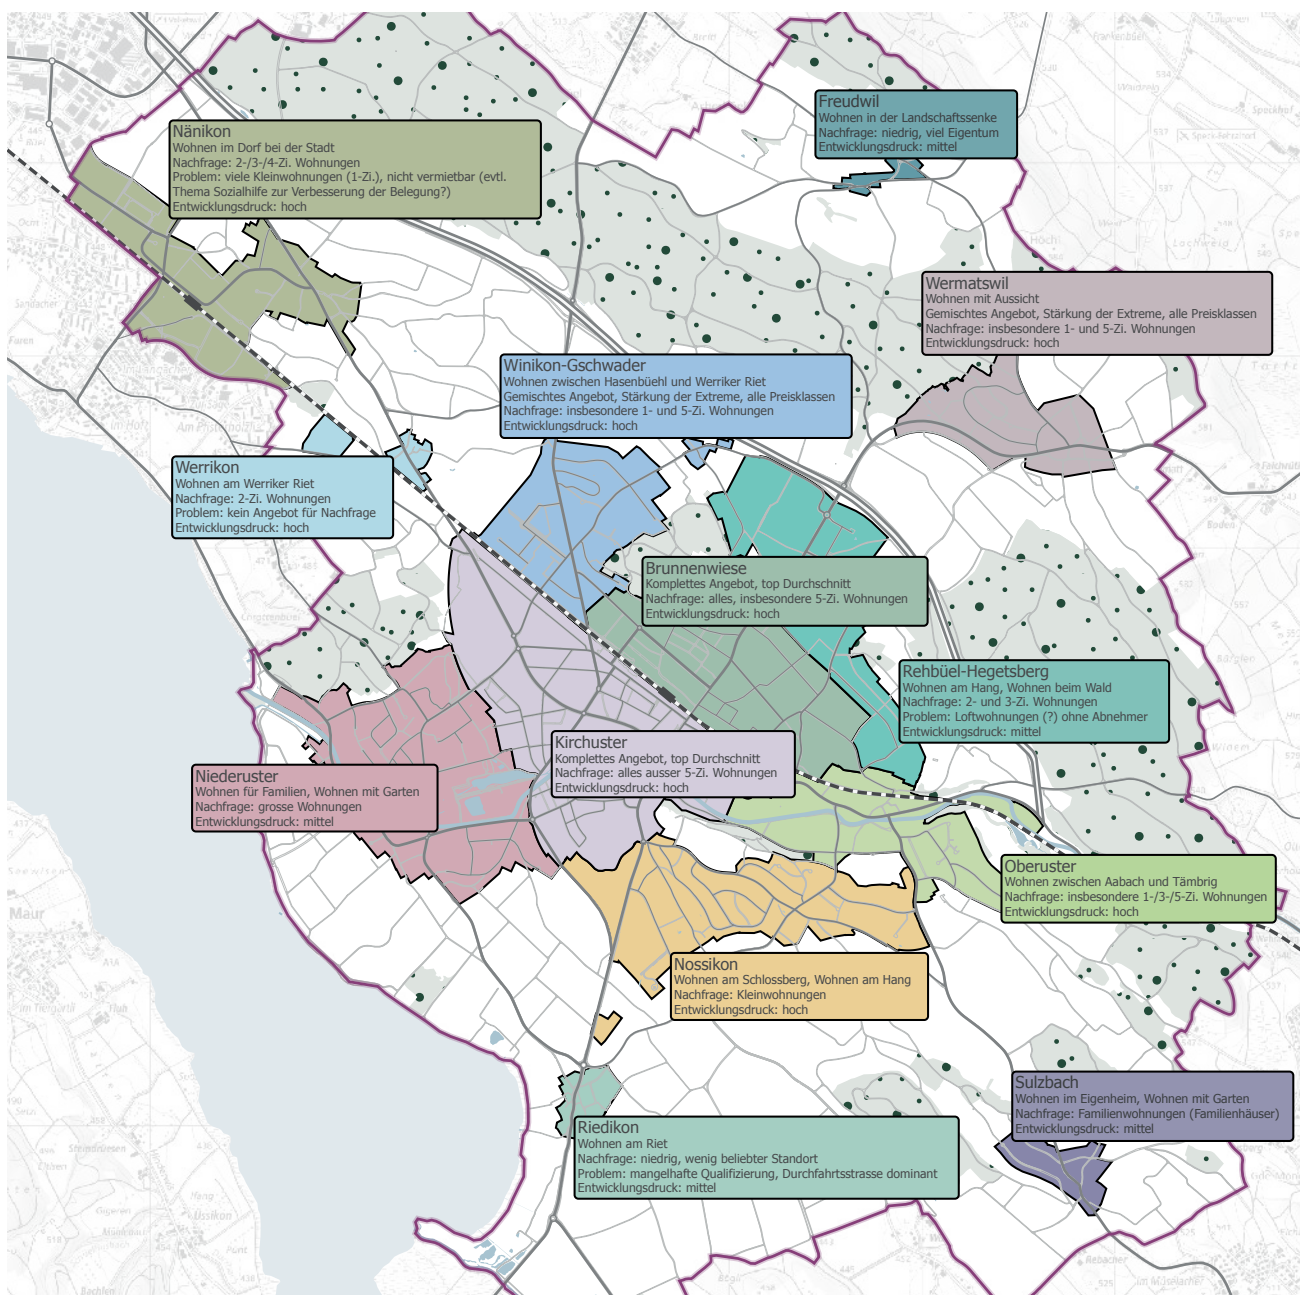 Freudwil
Wohnen in der Landschaftssenke
Nachfrage: niedrig, viel Eigentum
Entwicklungsdruck: mittel
Nänikon
Wohnen im Dorf bei der Stadt
Nachfrage: 2-/3-/4-Zi. Wohnungen
Problem: viele Kleinwohnungen (1-Zi.), nicht vermietbar (evtl.
Thema Sozialhilfe zur Verbesserung der Belegung?)
Entwicklungsdruck: hoch
Wermatswil
Wohnen mit Aussicht
Gemischtes Angebot, Stärkung der Extreme, alle Preisklassen
Nachfrage: insbesondere 1- und 5-Zi. Wohnungen
Entwicklungsdruck: hoch
Winikon-Gschwader
Wohnen zwischen Hasenbüehl und Werriker Riet
Gemischtes Angebot, Stärkung der Extreme, alle Preisklassen
Nachfrage: insbesondere 1- und 5-Zi. Wohnungen
Entwicklungsdruck: hoch
Werrikon
Wohnen am Werriker Riet
Nachfrage: 2-Zi. Wohnungen
Problem: kein Angebot für Nachfrage
Entwicklungsdruck: hoch
Brunnenwiese
Komplettes Angebot, top Durchschnitt
Nachfrage: alles, insbesondere 5-Zi. Wohnungen
Entwicklungsdruck: hoch
Rehbüel-Hegetsberg
Wohnen am Hang, Wohnen beim Wald
Nachfrage: 2- und 3-Zi. Wohnungen
Problem: Loftwohnungen (?) ohne Abnehmer
Entwicklungsdruck: mittel
Kirchuster
Komplettes Angebot, top Durchschnitt
Nachfrage: alles ausser 5-Zi. Wohnungen
Entwicklungsdruck: hoch
Niederuster
Wohnen für Familien, Wohnen mit Garten
Nachfrage: grosse Wohnungen
Entwicklungsdruck: mittel
Oberuster
Wohnen zwischen Aabach und Tämbrig
Nachfrage: insbesondere 1-/3-/5-Zi. Wohnungen
Entwicklungsdruck: hoch
Maur
Nossikon
Wohnen am Schlossberg, Wohnen am Hang
Nachfrage: Kleinwohnungen
Entwicklungsdruck: hoch
Sulzbach
Wohnen im Eigenheim, Wohnen mit Garten
Nachfrage: Familienwohnungen (Familienhäuser)
Entwicklungsdruck: mittel
Riedikon
Wohnen am Riet
Nachfrage: niedrig, wenig beliebter Standort
Problem: mangelhafte Qualifizierung, Durchfahrtsstrasse dominant
Entwicklungsdruck: mittel